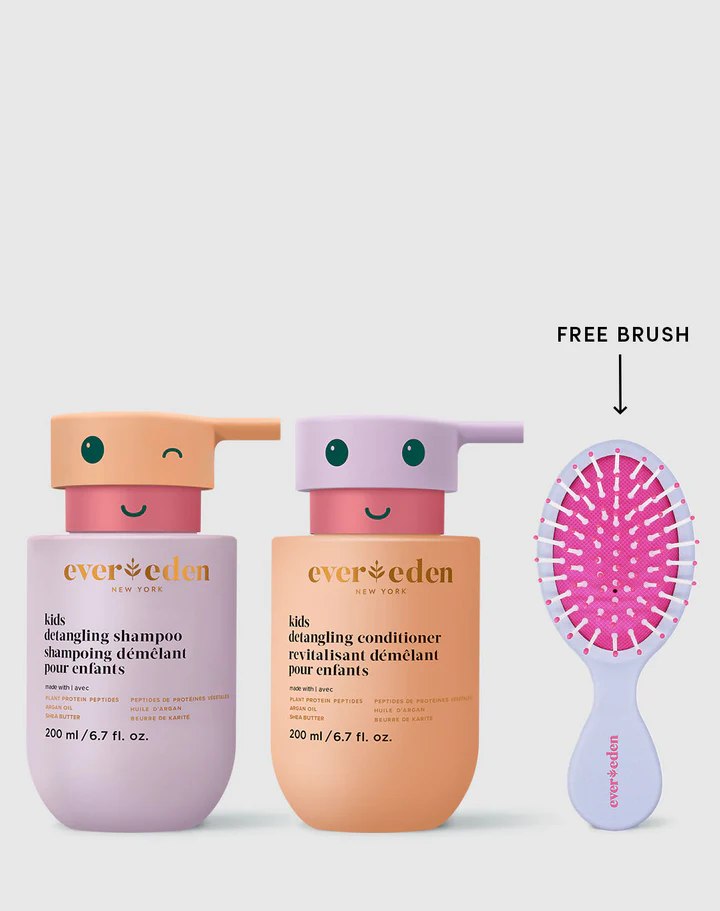 FREE BRUSH
ever eden
NEW YORK
kids
detangling shampoo
shampoing démêlant
pour enfants
made with | avec
PLANT PROTEIN PEPTIDES PEPTIDES DE PROTÉINES VÉGÉTALES
ARGAN OIL HUILE D'ARGAN
SHEA BUTTER BEURRE DE KARITÉ
200 ml / 6.7 fl. oz.
ever eden
NEW YORK
kids
detangling conditioner
revitalisant démêlant
pour enfants
made with | avec
PLANT PROTEIN PEPTIDES PEPTIDES DE PROTÉINES VÉGÉTALES
ARGAN OIL HUILE D'ARGAN
SHEA BUTTER BEURRE DE KARITÉ
200 ml / 6.7 fl. oz.
ever eden